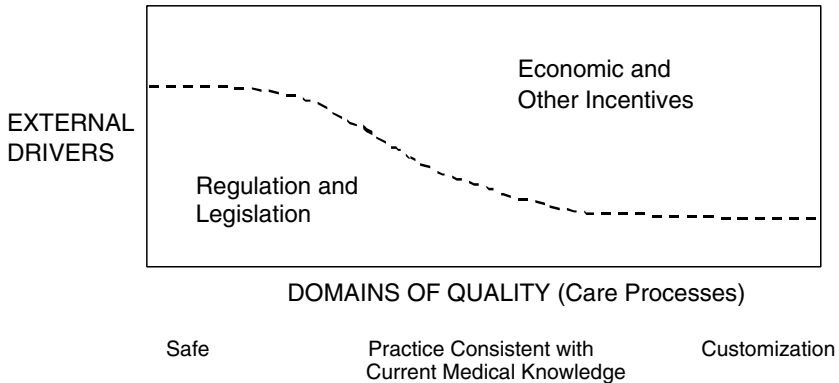 Economic and
Other Incentives
EXTERNAL
DRIVERS
Regulation and
Legislation
DOMAINS OF QUALITY (Care Processes)
Safe
Practice Consistent with
Current Medical Knowledge
Customization